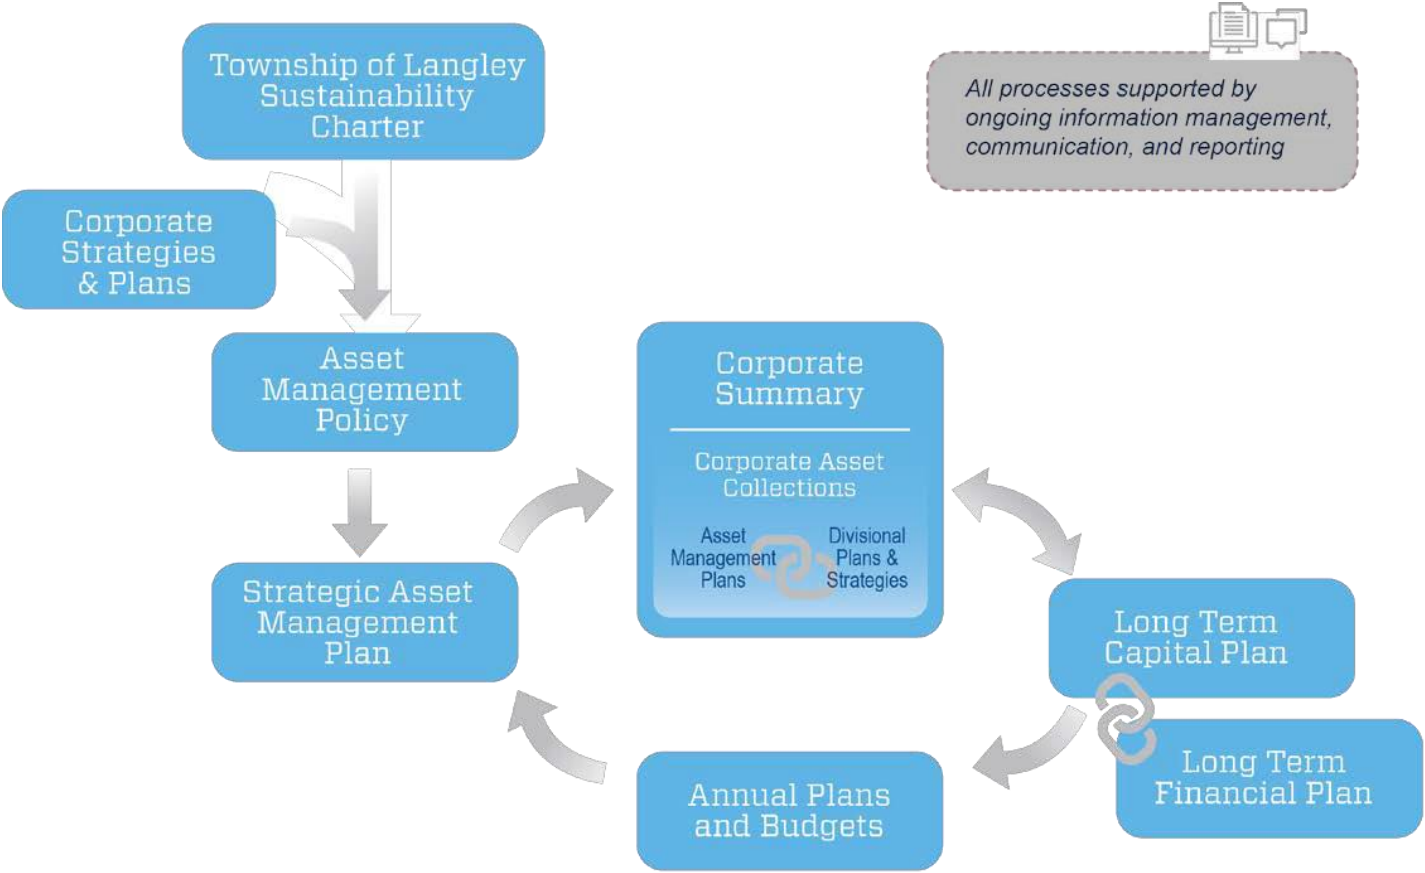 Township of Langley
Sustainability
Charter
All processes supported by
ongoing information management,
communication, and reporting
Corporate
Strategies
& Plans
Asset
Management
Policy
Corporate
Summary
Corporate Asset
Collections
Asset
Management
Plans
Divisional
Plans &
Strategies
Strategic Asset
Management
Plan
Long Term
Capital Plan
Long Term
Financial Plan
Annual Plans
and Budgets